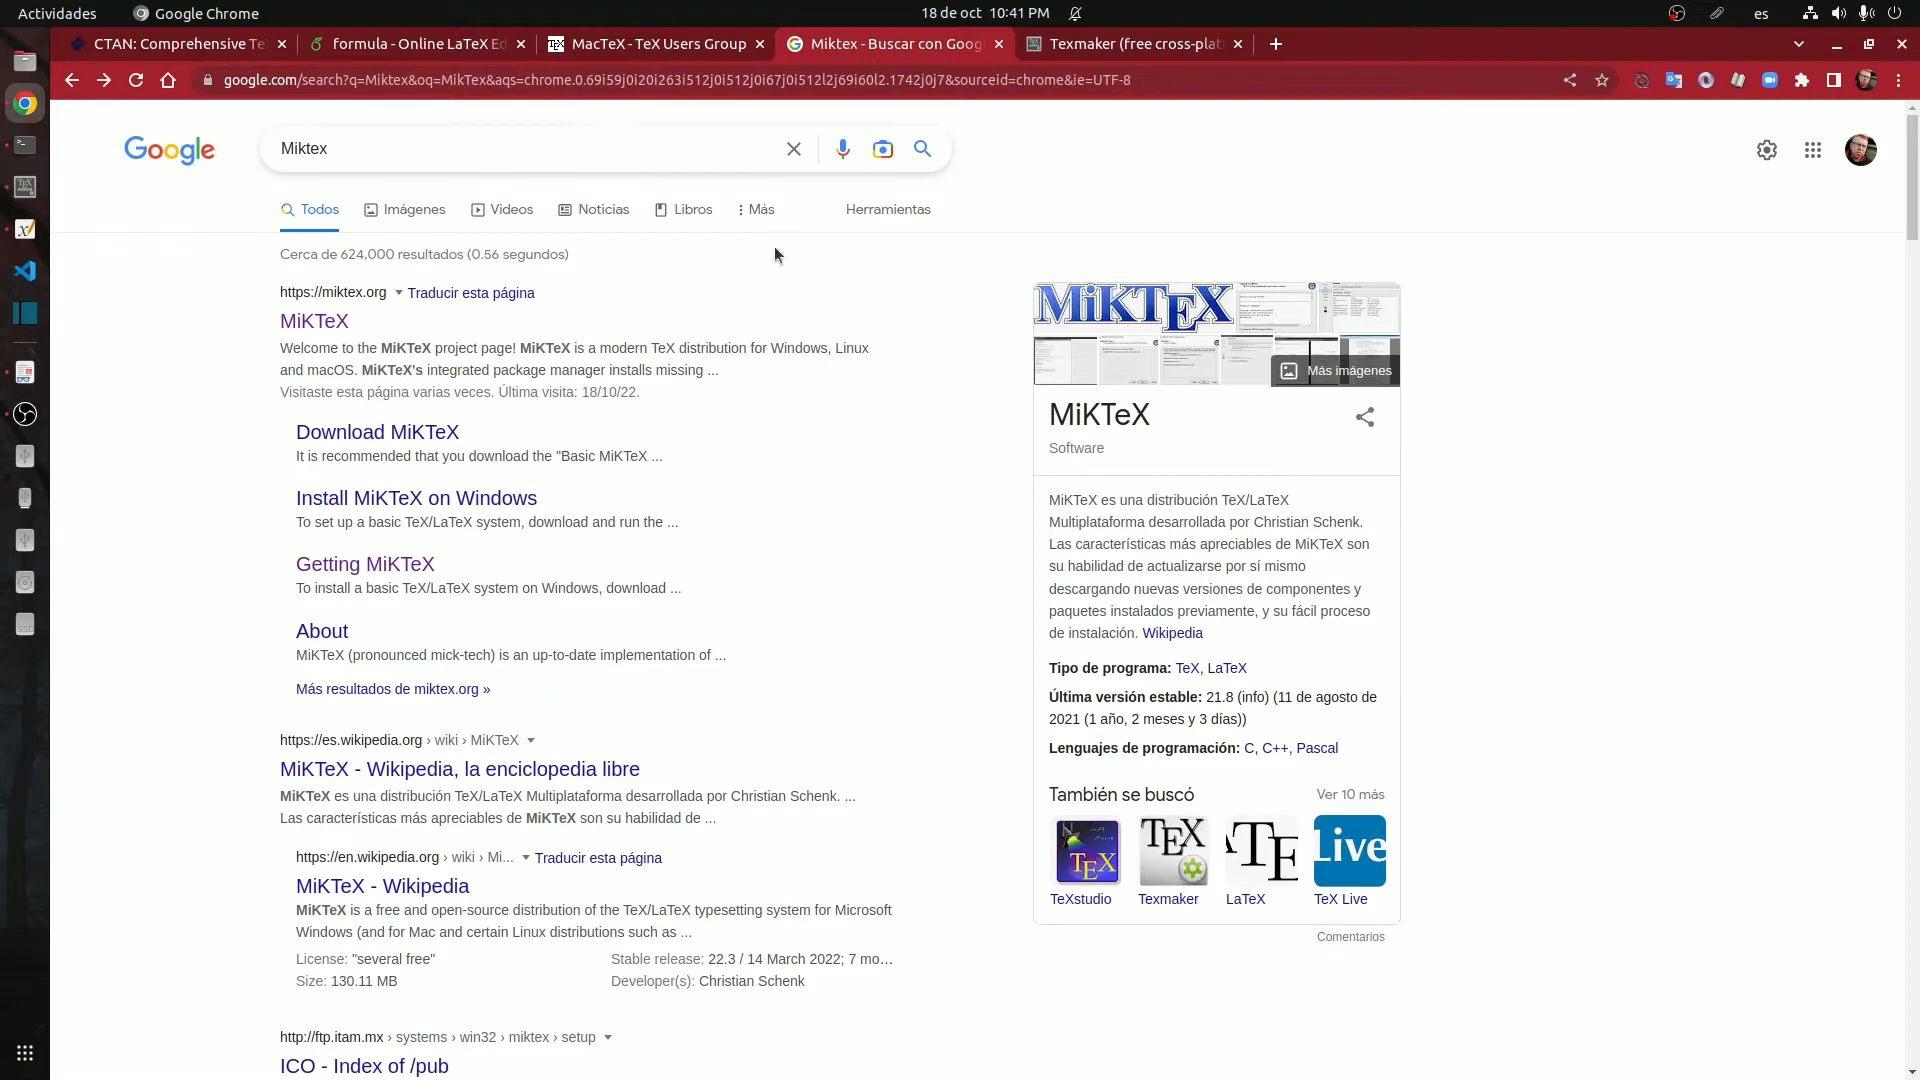 Actividades
Google Chrome
18 de oct 10:41 PM
es
CTAN: Comprehensive Te
formula - Online LaTeX Ed
MacTeX - TeX Users Group
Miktex - Buscar con Goog
Texmaker (free cross-plat
google.com/search?q=Miktex&oq=MikTex&aqs=chrome.0.69i59j0i20i263i512j0i512j0i67j0i512l2j69i60l2.1742j0j7&sourceid=chrome&ie=UTF-8
Google
Miktex
Todos
Imágenes
Videos
Noticias
Libros
Más
Herramientas
Cerca de 624,000 resultados (0.56 segundos)
https://miktex.org
Traducir esta página
MiKTeX
Welcome to the MiKTeX project page! MiKTeX is a modern TeX distribution for Windows, Linux
and macOS. MiKTeX's integrated package manager installs missing ...
Visitaste esta página varias veces. Última visita: 18/10/22.
Download MiKTeX
It is recommended that you download the "Basic MiKTeX ...
Install MiKTeX on Windows
To set up a basic TeX/LaTeX system, download and run the ...
Getting MiKTeX
To install a basic TeX/LaTeX system on Windows, download ...
About
MiKTeX (pronounced mick-tech) is an up-to-date implementation of ...
Más resultados de miktex.org »
https://es.wikipedia.org › wiki › MiKTeX
MiKTeX - Wikipedia, la enciclopedia libre
MiKTeX es una distribución TeX/LaTeX Multiplataforma desarrollada por Christian Schenk. ...
Las características más apreciables de MiKTeX son su habilidad de ...
https://en.wikipedia.org › wiki › Mi...
Traducir esta página
MiKTeX - Wikipedia
MiKTeX is a free and open-source distribution of the TeX/LaTeX typesetting system for Microsoft
Windows (and for Mac and certain Linux distributions such as ...
License: "several free"
Stable release: 22.3 / 14 March 2022; 7 mo…
Size: 130.11 MB
Developer(s): Christian Schenk
http://ftp.itam.mx › systems › win32 › miktex › setup
ICO - Index of /pub
MiKTEX
Más imágenes
MiKTeX
Software
MiKTeX es una distribución TeX/LaTeX
Multiplataforma desarrollada por Christian Schenk.
Las características más apreciables de MiKTeX son
su habilidad de actualizarse por sí mismo
descargando nuevas versiones de componentes y
paquetes instalados previamente, y su fácil proceso
de instalación. Wikipedia
Tipo de programa: TeX, LaTeX
Última versión estable: 21.8 (info) (11 de agosto de
2021 (1 año, 2 meses y 3 días))
Lenguajes de programación: C, C++, Pascal
También se buscó
Ver 10 más
TEX
TEX
Live
TeXstudio
Texmaker
LaTeX
TeX Live
Comentarios